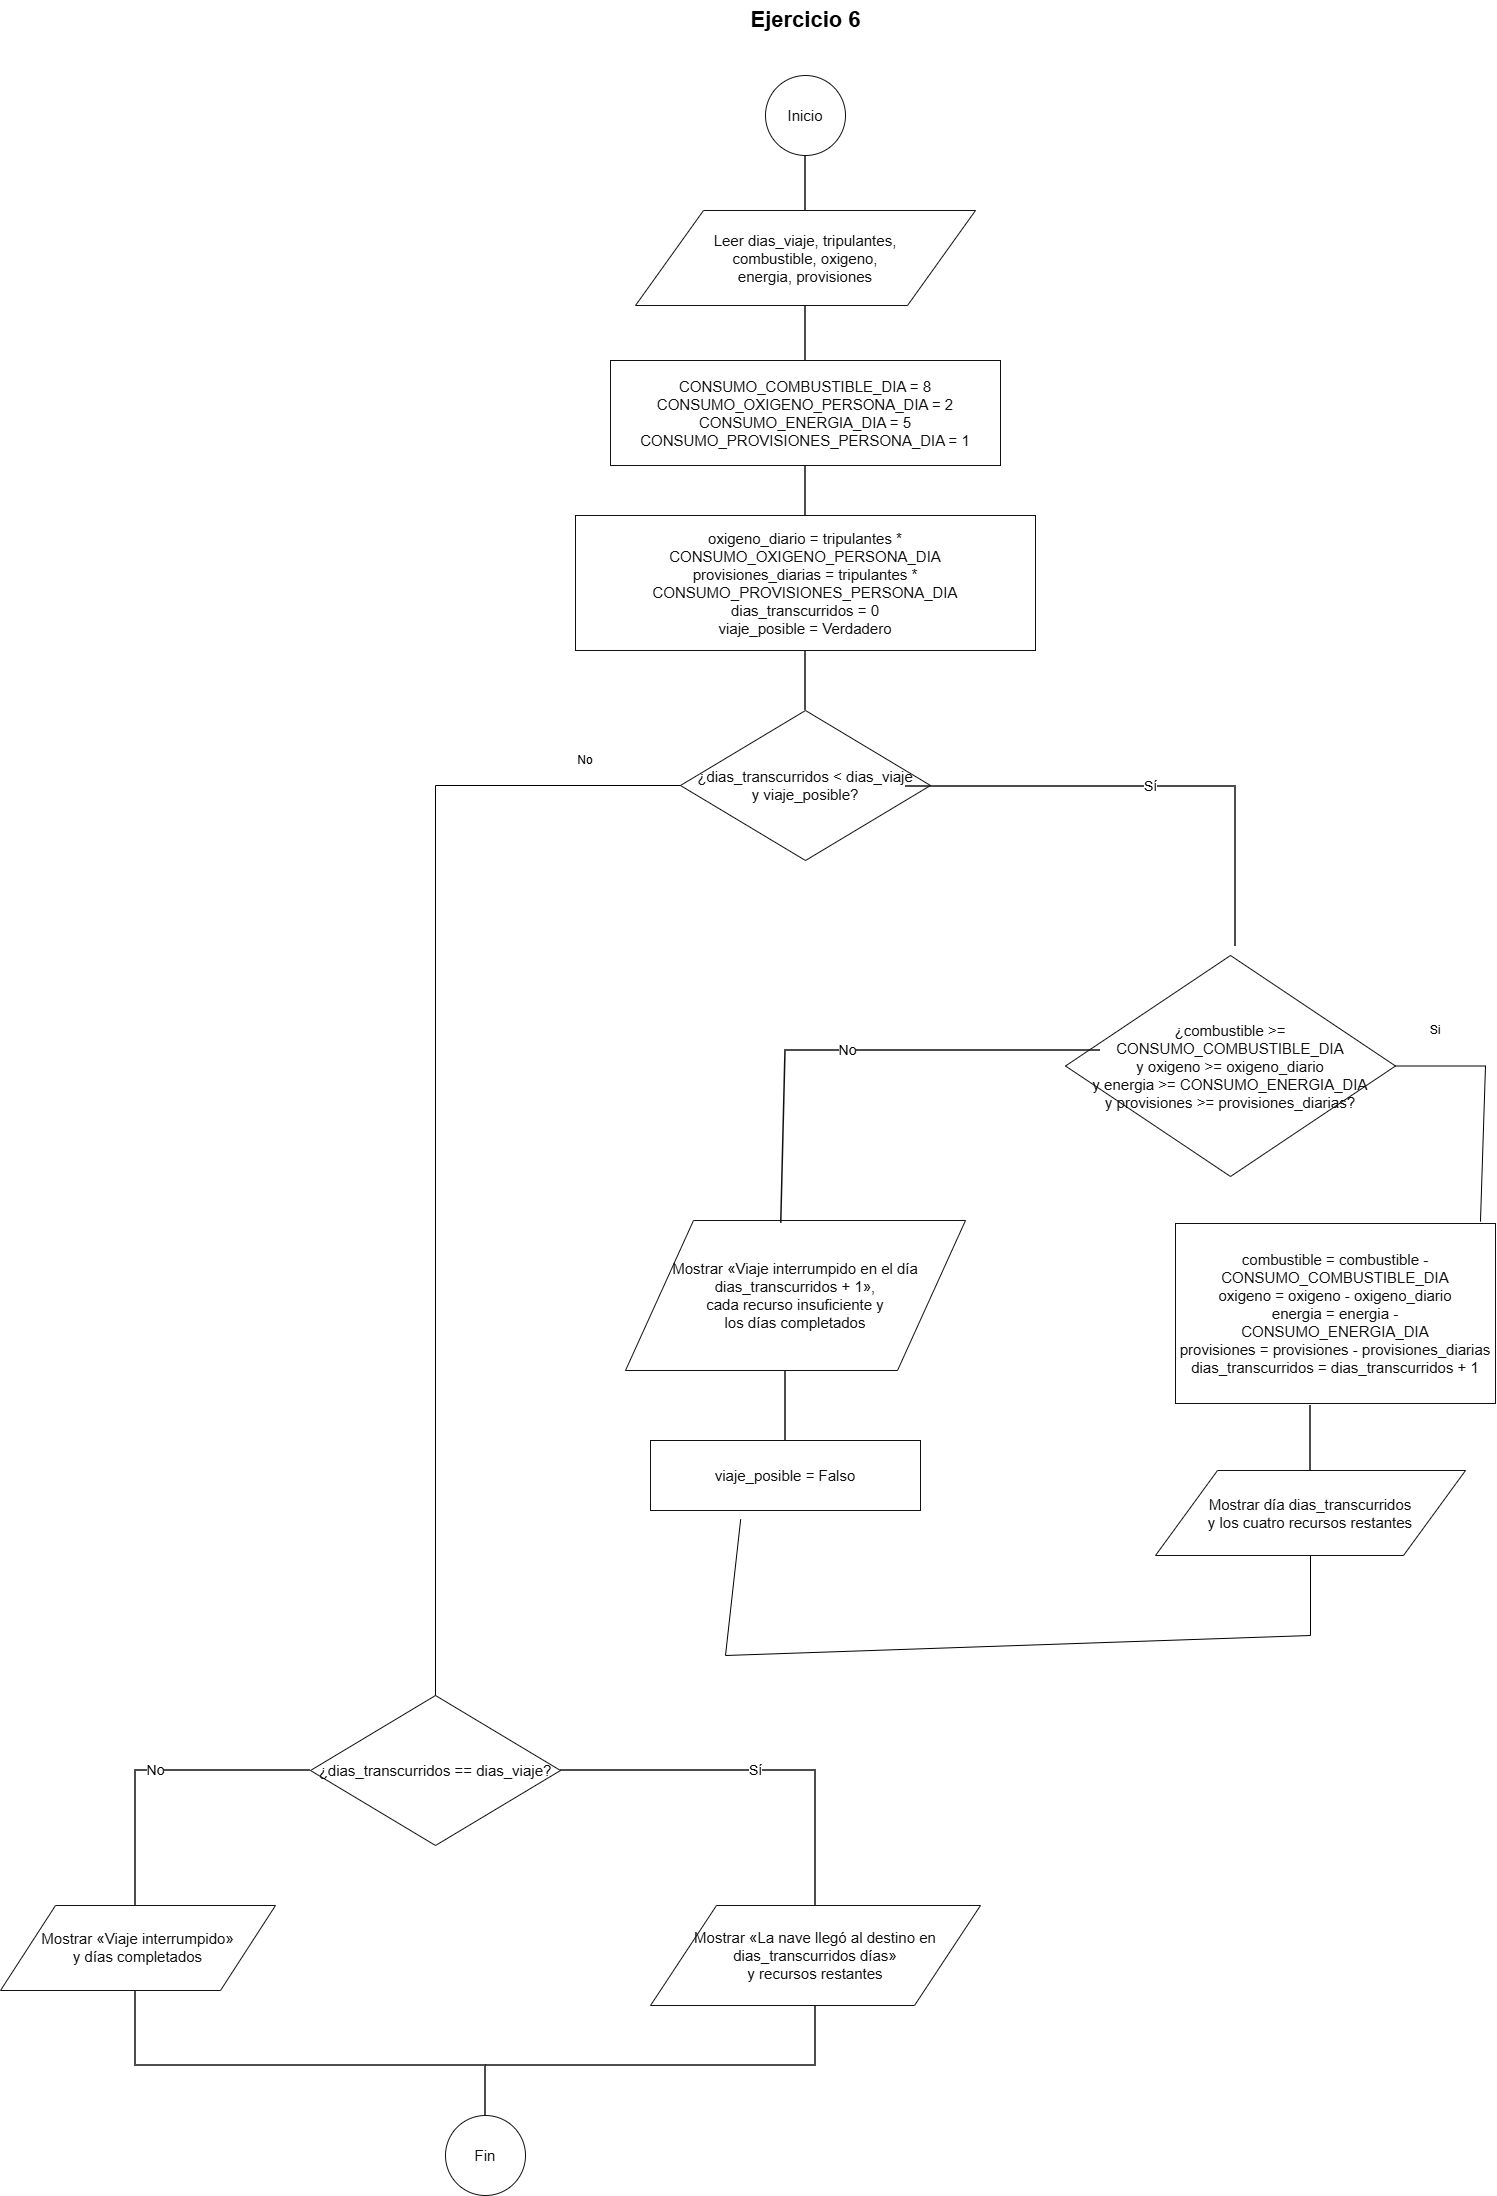 Ejercicio 6
Inicio
Leer dias_viaje, tripulantes,
combustible, oxigeno,
energia, provisiones
CONSUMO_COMBUSTIBLE_DIA = 8
CONSUMO_OXIGENO_PERSONA_DIA = 2
CONSUMO_ENERGIA_DIA = 5
CONSUMO_PROVISIONES_PERSONA_DIA = 1
oxigeno_diario = tripulantes *
CONSUMO_OXIGENO_PERSONA_DIA
provisiones_diarias = tripulantes *
CONSUMO_PROVISIONES_PERSONA_DIA
dias_transcurridos = 0
viaje_posible = Verdadero
No
¿dias_transcurridos < dias_viaje
y viaje_posible?
Sí
¿combustible >=
CONSUMO_COMBUSTIBLE_DIA
y oxigeno >= oxigeno_diario
y energia >= CONSUMO_ENERGIA_DIA
y provisiones >= provisiones_diarias?
No
Si
Mostrar «Viaje interrumpido en el día
dias_transcurridos + 1»,
cada recurso insuficiente y
los días completados
combustible = combustible -
CONSUMO_COMBUSTIBLE_DIA
oxigeno = oxigeno - oxigeno_diario
energia = energia -
CONSUMO_ENERGIA_DIA
provisiones = provisiones - provisiones_diarias
dias_transcurridos = dias_transcurridos + 1
viaje_posible = Falso
Mostrar día dias_transcurridos
y los cuatro recursos restantes
No
¿dias_transcurridos == dias_viaje?
Sí
Mostrar «Viaje interrumpido»
y días completados
Mostrar «La nave llegó al destino en
dias_transcurridos días»
y recursos restantes
Fin